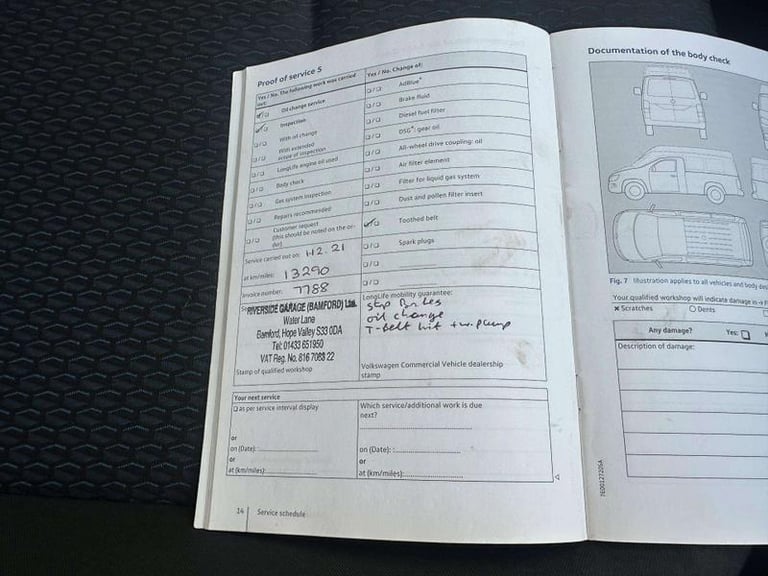 Proof of service 5
Yes / No. The following work was carried out:
Oil change service
Inspection
With oil change
With extended scope of inspection
LongLife engine oil used
Body check
Gas system inspection
Repairs recommended
Customer request
(this should be noted on the or-
der)
Service carried out on: 1.12.21
at km/miles: 13290
Invoice number: 7788
RIVERSIDE GARAGE (BAMFORD) Ltd.
Water Lane
Bamford, Hope Valley S33 0DA
Tel: 01433 651950
VAT Reg. No. 816 7083 22
Stamp of qualified workshop
Yes / No. Change of:
AdBlue®
Brake fluid
Diesel fuel filter
DSG®: gear oil
All-wheel drive coupling: oil
Air filter element
Filter for liquid gas system
Dust and pollen filter insert
Toothed belt
Spark plugs
LongLife mobility guarantee:
oil change
T-Belt kit + w.pump
Volkswagen Commercial Vehicle dealership
stamp
Your next service
as per service interval display
or
on (Date):
or
at (km/miles):
Which service/additional work is due
next?
on (Date):
or
at (km/miles):
14 Service schedule
Documentation of the body check
Fig. 7 Illustration applies to all vehicles and body
Your qualified workshop will indicate damage in
× Scratches O Dents
Any damage? Yes:
Description of damage:
7E0012720SA